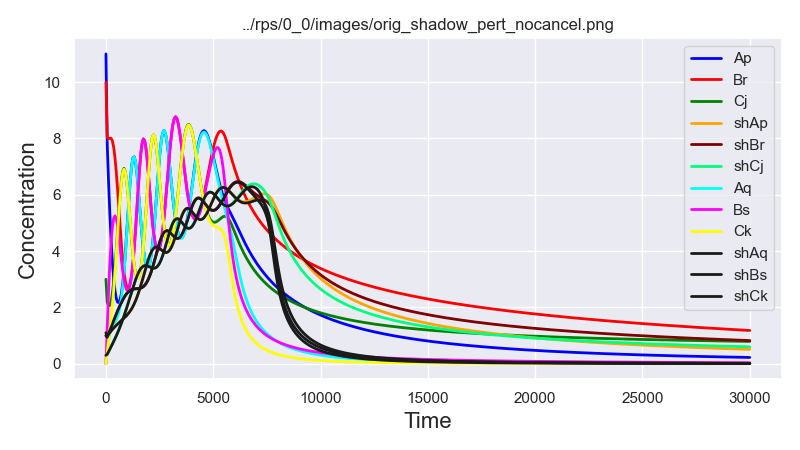 ../rps/0_0/images/orig_shadow_pert_nocancel.png
Concentration
10
8
6
4
2
0
0
5000
10000
15000
20000
25000
30000
Time
Ap
Br
Cj
shAp
shBr
shCj
Aq
Bs
Ck
shAq
shBs
shCk